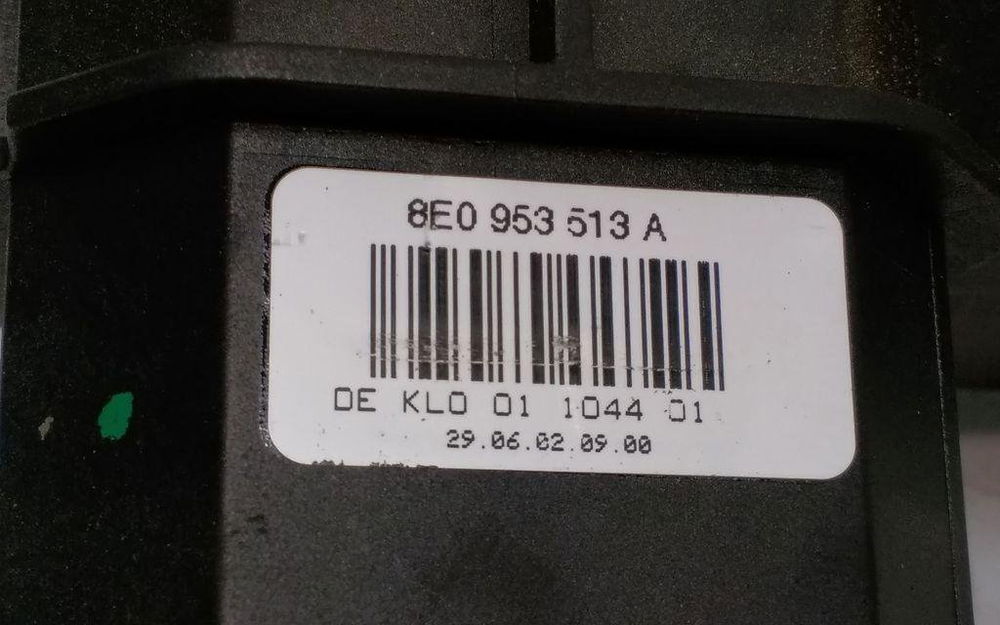 8E0 953 513 A
DE KLO 01 1044 01
29.06.02.09.00